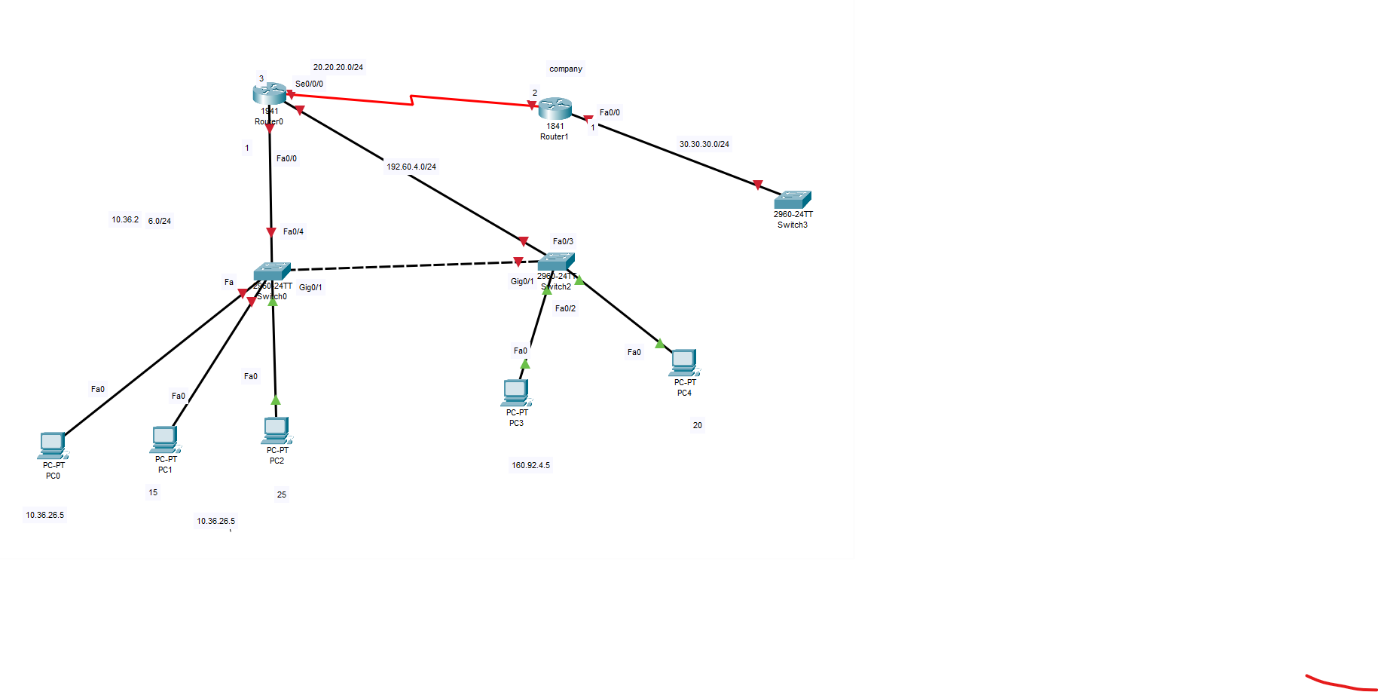 20.20.20.0/24
company
3
Se0/0/0
2
1841
Router0
Fa0/0
1
1841
Router1
30.30.30.0/24
1
Fa0/0
192.60.4.0/24
2960-24TT
Switch3
10.36.2
6.0/24
Fa0/4
Fa0/3
Fa
2960-24TT
Switch0
Gig0/1
Gig0/1
2960-24TT
Switch2
Fa0/2
Fa0
Fa0
Fa0
Fa0
Fa0
PC-PT
PC4
PC-PT
PC3
20
PC-PT
PC0
PC-PT
PC1
PC-PT
PC2
160.92.4.5
15
25
10.36.26.5
10.36.26.5